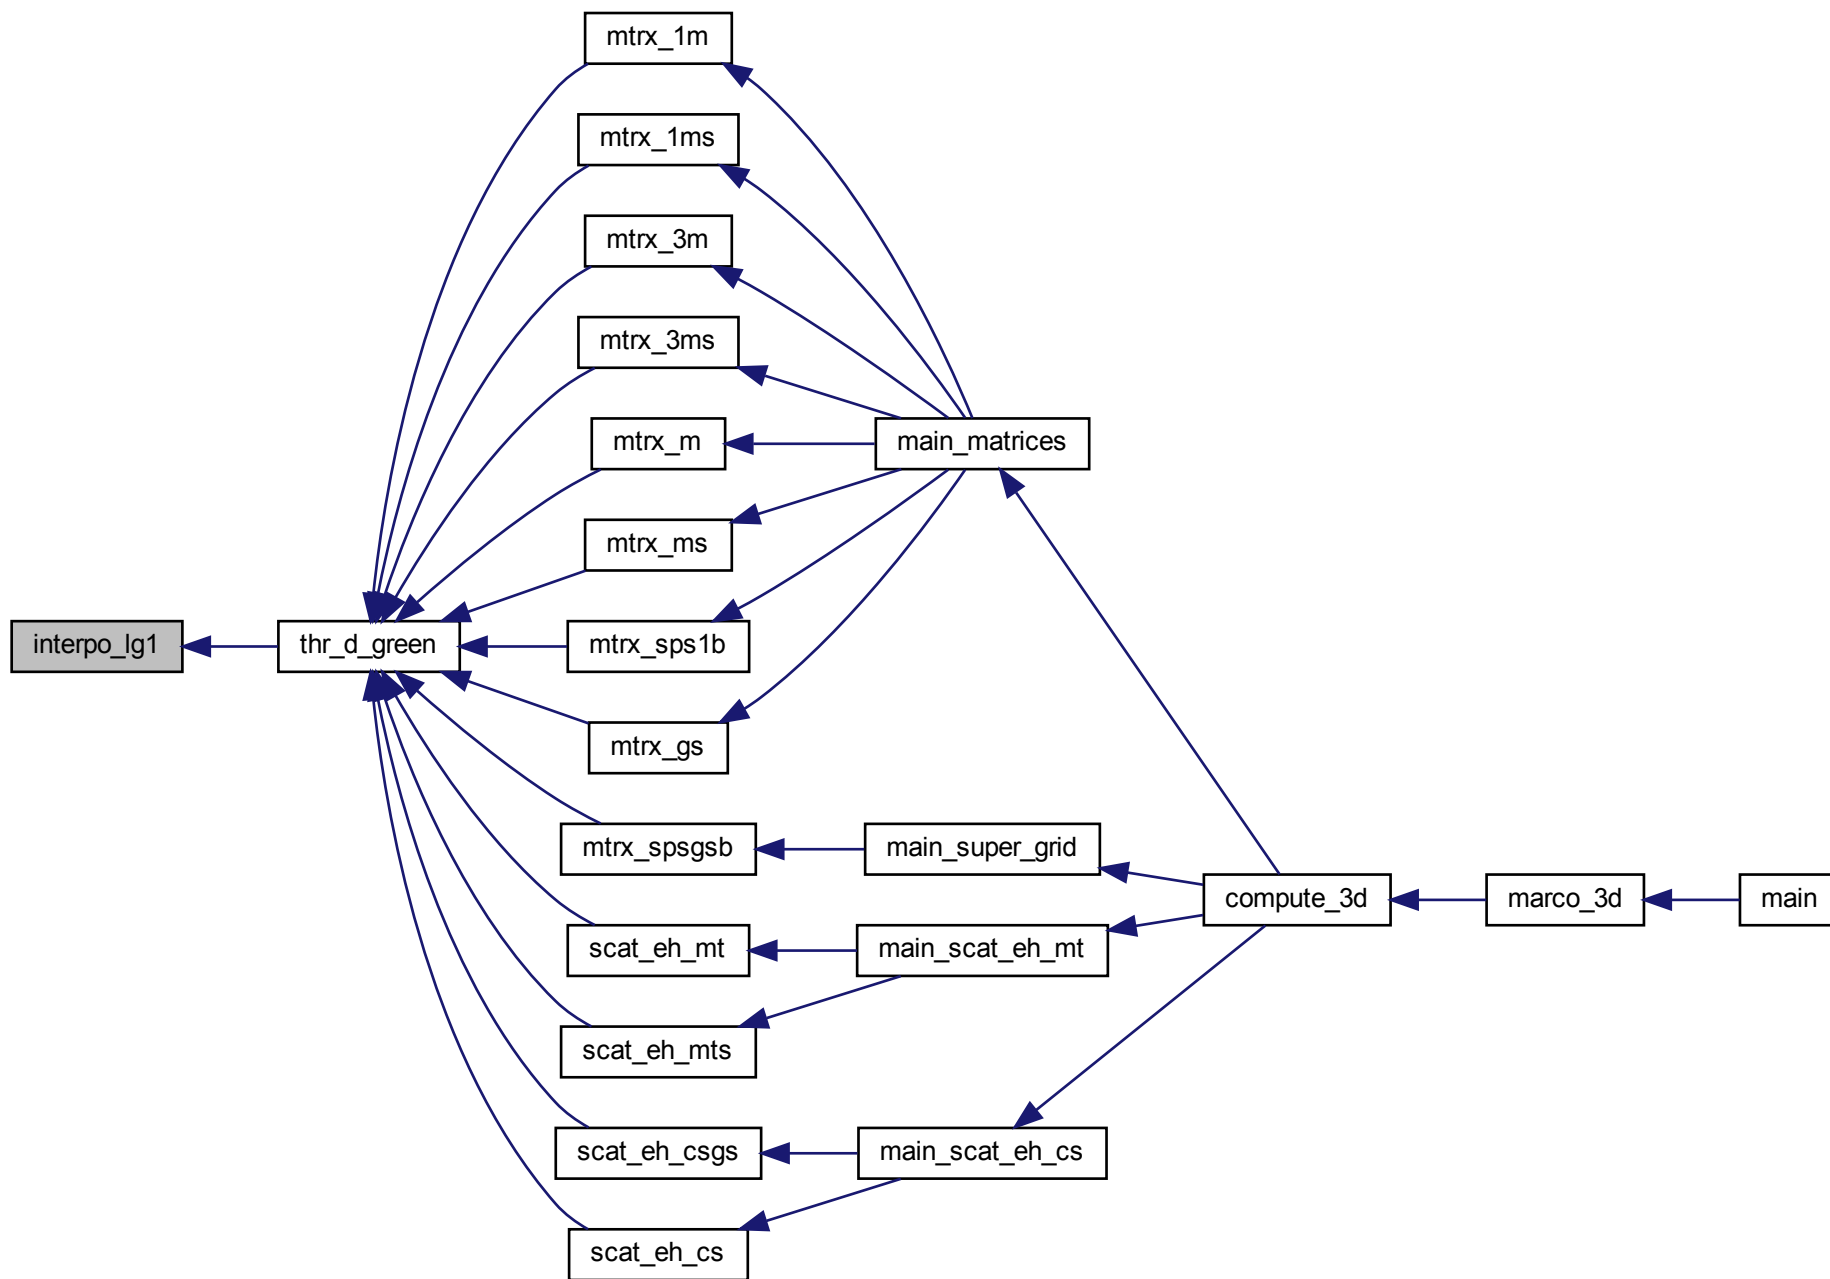 mtrx_1m
mtrx_1ms
mtrx_3m
mtrx_3ms
mtrx_m
main_matrices
mtrx_ms
interpo_lg1
thr_d_green
mtrx_sps1b
mtrx_gs
mtrx_spsgsb
main_super_grid
compute_3d
marco_3d
main
scat_eh_mt
main_scat_eh_mt
scat_eh_mts
scat_eh_csgs
main_scat_eh_cs
scat_eh_cs